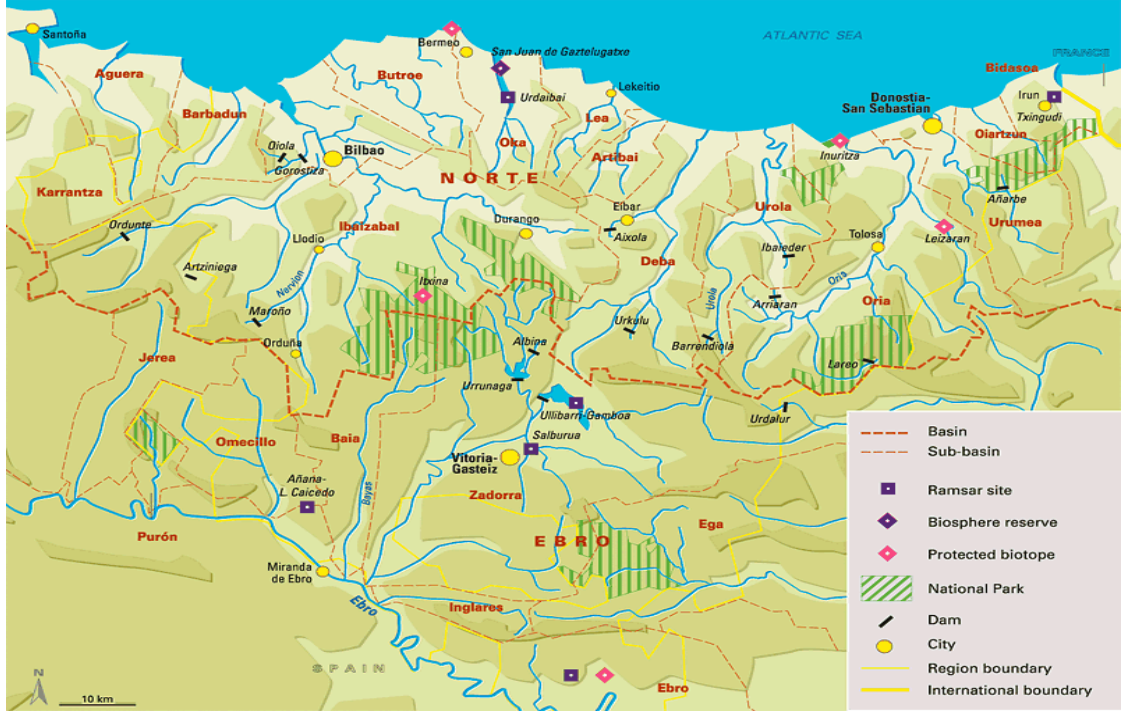 Santoña
Bermeo
San Juan de Gaztelugatxe
ATLANTIC SEA
FRANCE
Aguera
Butroe
Bidasoa
Barbadun
Urdaibai
Lekeitio
Donostia-
San Sebastian
Irun
Txingudi
Lea
Oiartzun
Oiola
Bilbao
Oka
Artibai
Inuritza
Gorostiza
NORTE
Karrantza
Añarbe
Urola
Eibar
Durango
Ordunte
Ibaizabal
Aixola
Urumea
Llodio
Tolosa
Leizaran
Ibaieder
Deba
Artziniega
Nervion
Itxina
Oria
Urola
Arriaran
Oria
Maroño
Urkulu
Orduña
Albina
Barrendiola
Jerea
Lareo
Urrunaga
Ullibarri-Gamboa
Urdalur
Omecillo
Baia
Salburua
Vitoria-
Gasteiz
Añana-
L. Caicedo
Bayas
Zadorra
Ega
Purón
EBRO
Miranda
de Ebro
Ebro
Inglares
SPAIN
Ebro
N
10 km
Basin
Sub-basin
Ramsar site
Biosphere reserve
Protected biotope
National Park
Dam
City
Region boundary
International boundary